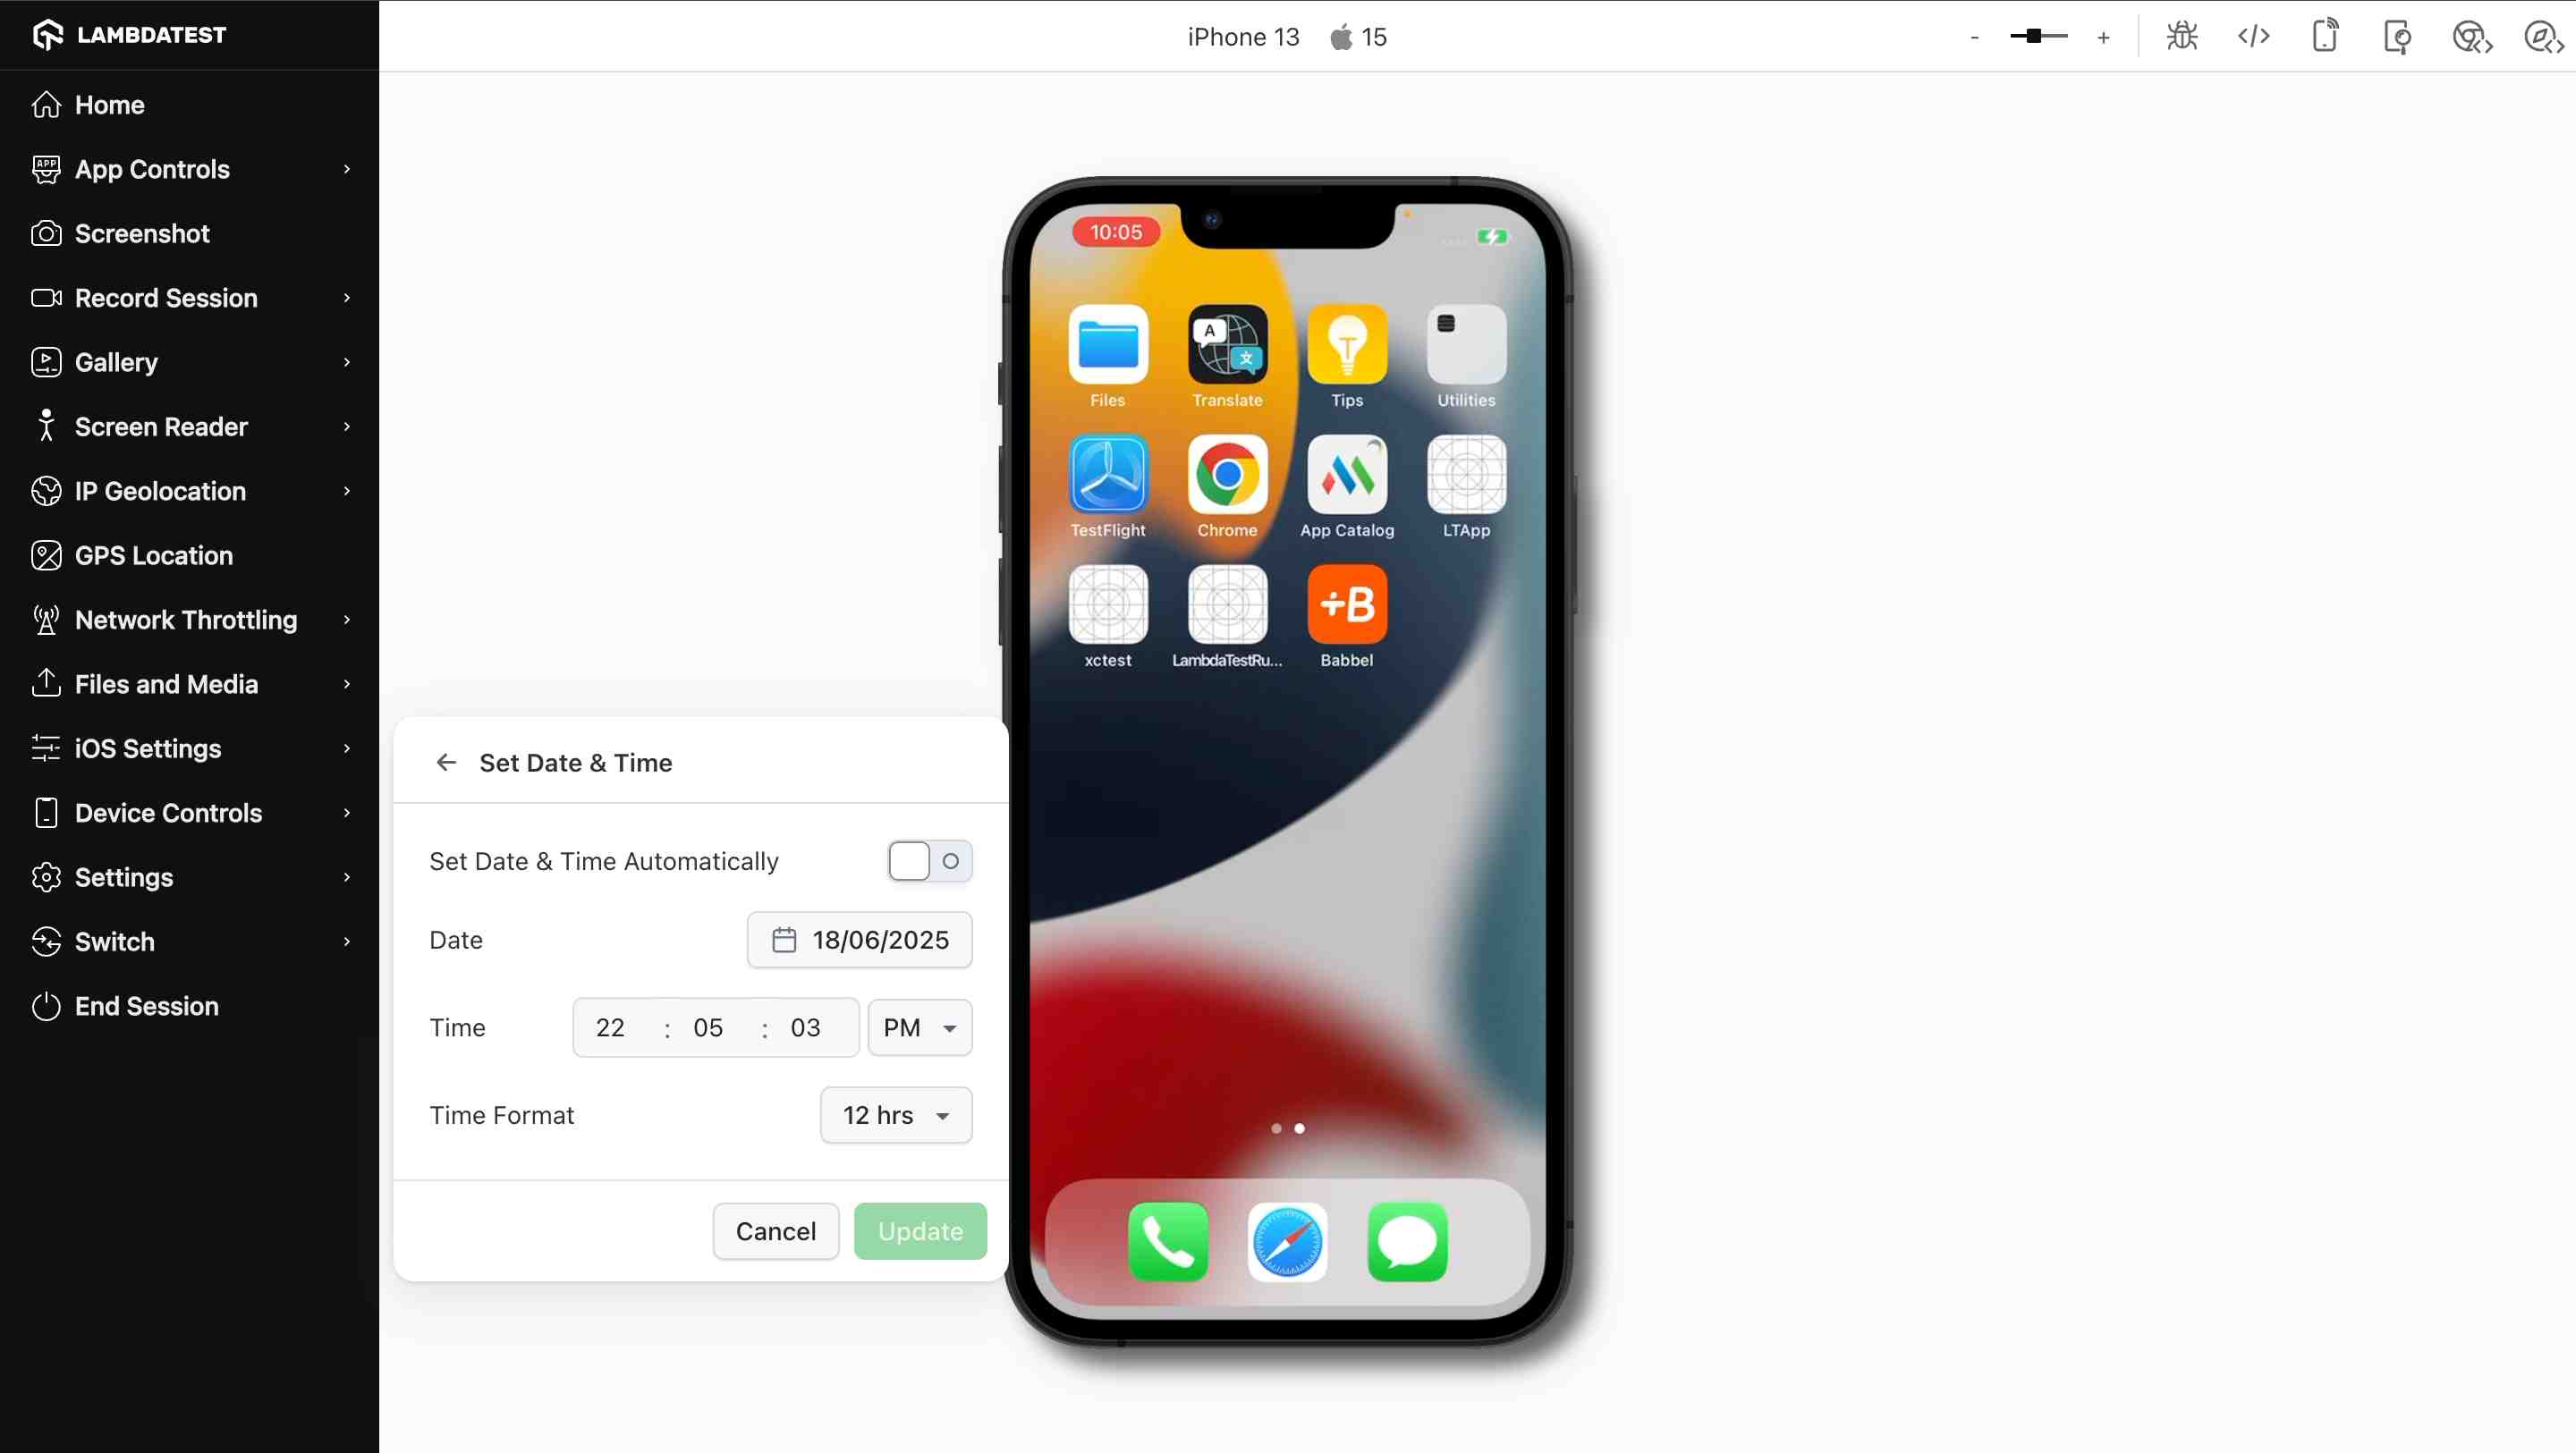 LAMBDATEST
iPhone 13 15
- +
Home
App Controls
Screenshot
Record Session
Gallery
Screen Reader
IP Geolocation
GPS Location
Network Throttling
Files and Media
iOS Settings
Device Controls
Settings
Switch
End Session
Set Date & Time
Set Date & Time Automatically
Date 18/06/2025
Time 22 : 05 : 03 PM
Time Format 12 hrs
Cancel Update
10:05
Files Translate Tips Utilities
TestFlight Chrome App Catalog LTApp
+B
xctest LambdaTestRu... Babbel